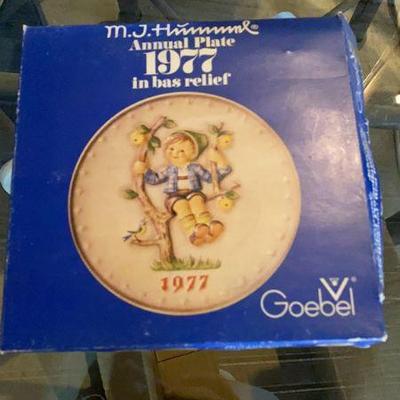 M.J.Hummel®
Annual Plate
1977
in bas relief
1977
Goebel®